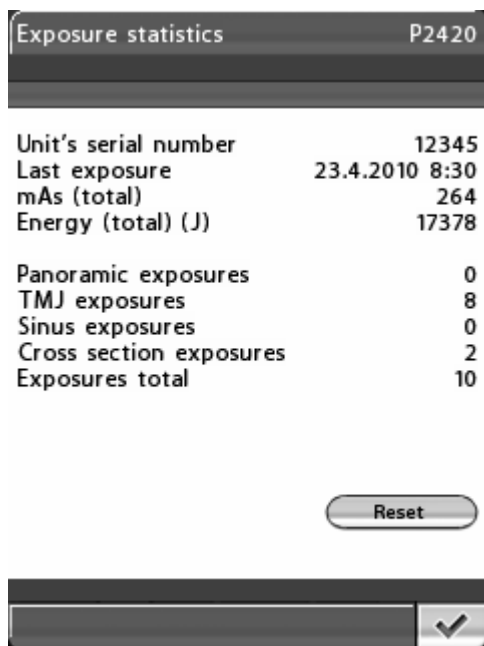 Exposure statistics P2420
Unit's serial number 12345
Last exposure 23.4.2010 8:30
mAs (total) 264
Energy (total) (J) 17378
Panoramic exposures 0
TMJ exposures 8
Sinus exposures 0
Cross section exposures 2
Exposures total 10
Reset